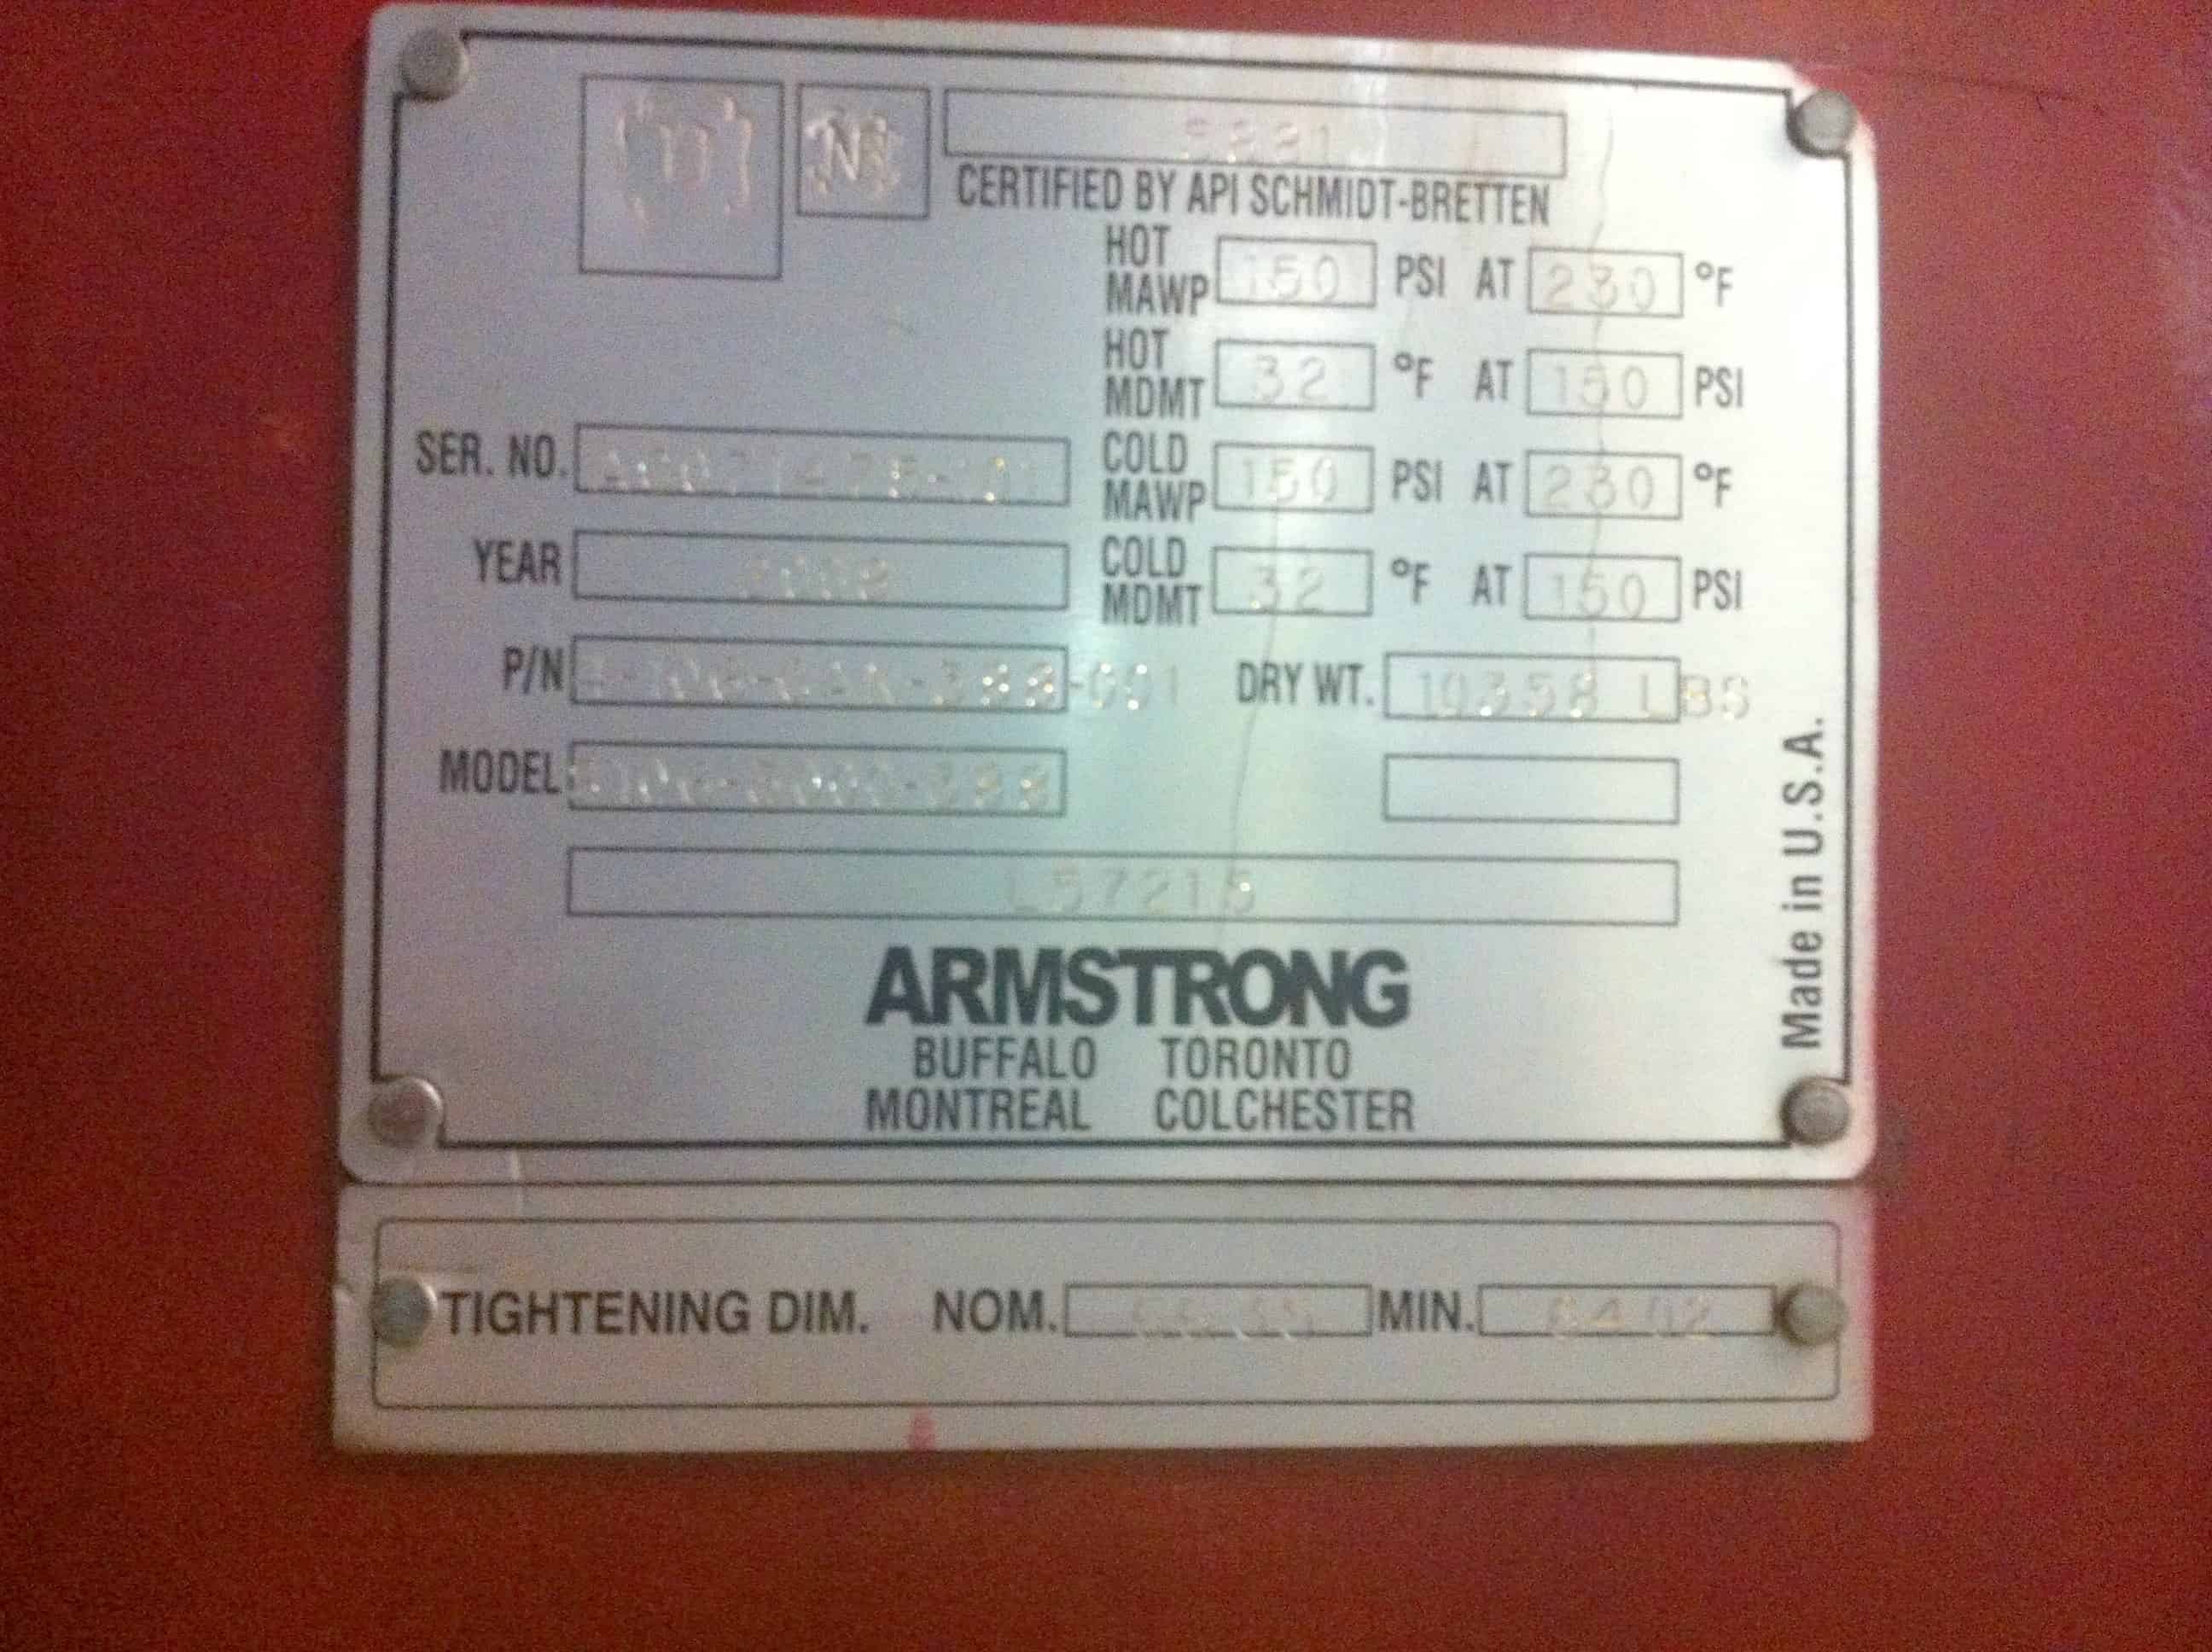 CERTIFIED BY API SCHMIDT-BRETTEN
HOT MAWP 150 PSI AT 230 °F
HOT MDMT 32 °F AT 150 PSI
SER. NO.
COLD MAWP 150 PSI AT 230 °F
YEAR
COLD MDMT 32 °F AT 150 PSI
P/N
DRY WT. 10358 LBS
MODEL
L57215
ARMSTRONG
BUFFALO TORONTO
MONTREAL COLCHESTER
Made in U.S.A.
TIGHTENING DIM. NOM. MIN.